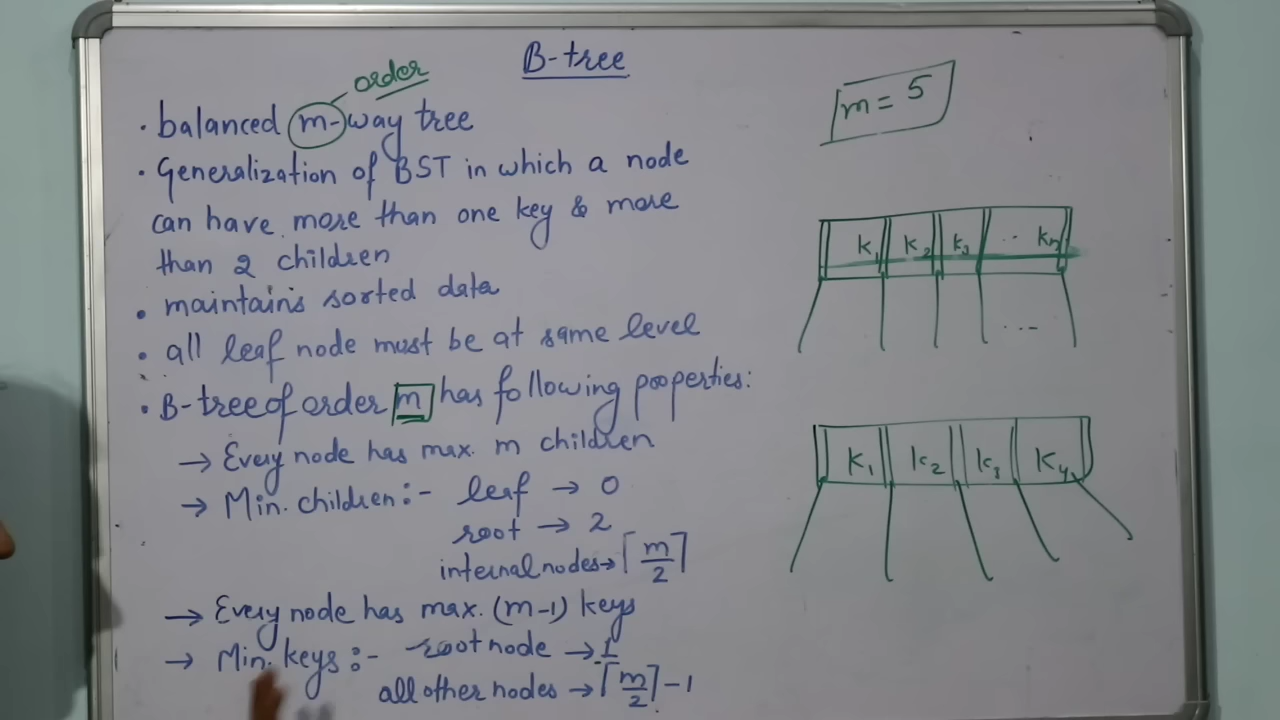 B-tree
order
· balanced m-way tree
· Generalization of BST in which a node
can have more than one key & more
than 2 children
· maintains sorted data
· all leaf node must be at same level
· B-tree of order m has following properties:
→ Every node has max. m children
→ Min. children :- leaf → 0
root → 2
internal nodes → ⌈m/2⌉
→ Every node has max. (m-1) keys
→ Min. keys :- root node → 1
all other nodes → ⌈m/2⌉ - 1
m = 5
K1 K2 K3 ... Kn
...
K1 K2 K3 K4